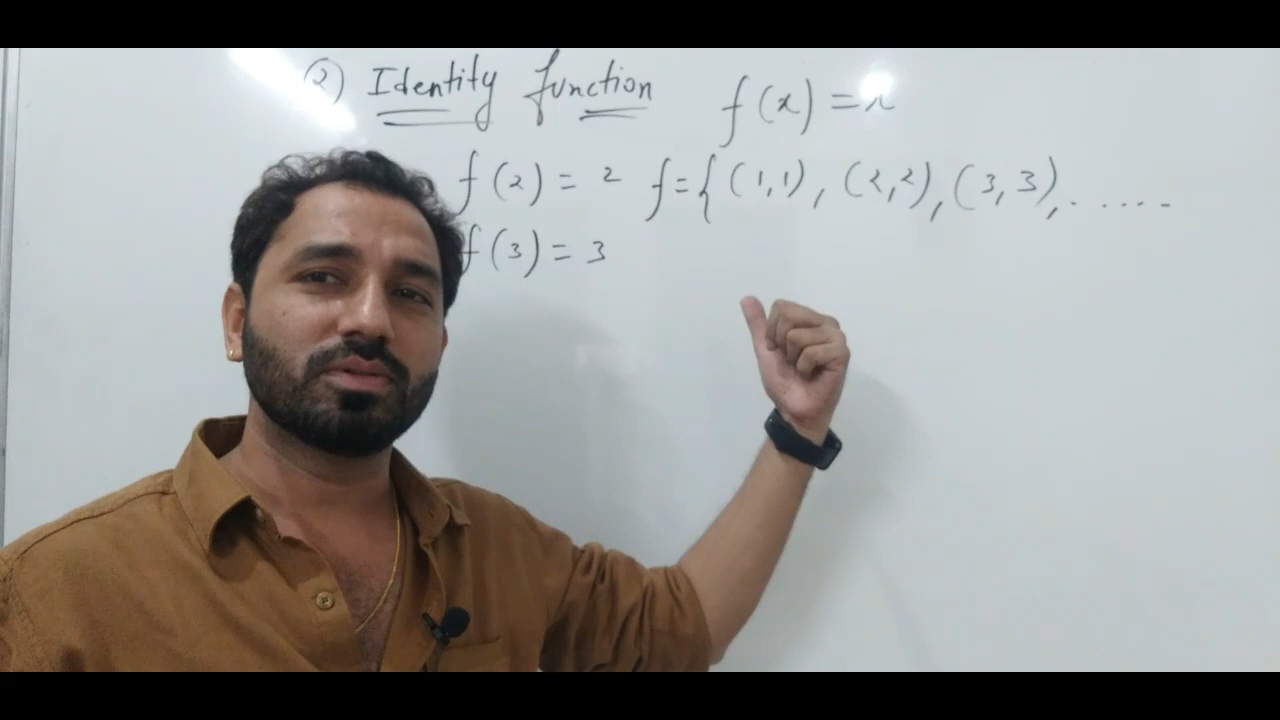 2) Identity function f(x) = x
f(2) = 2 f = { (1,1), (2,2), (3,3), .....
f(3) = 3